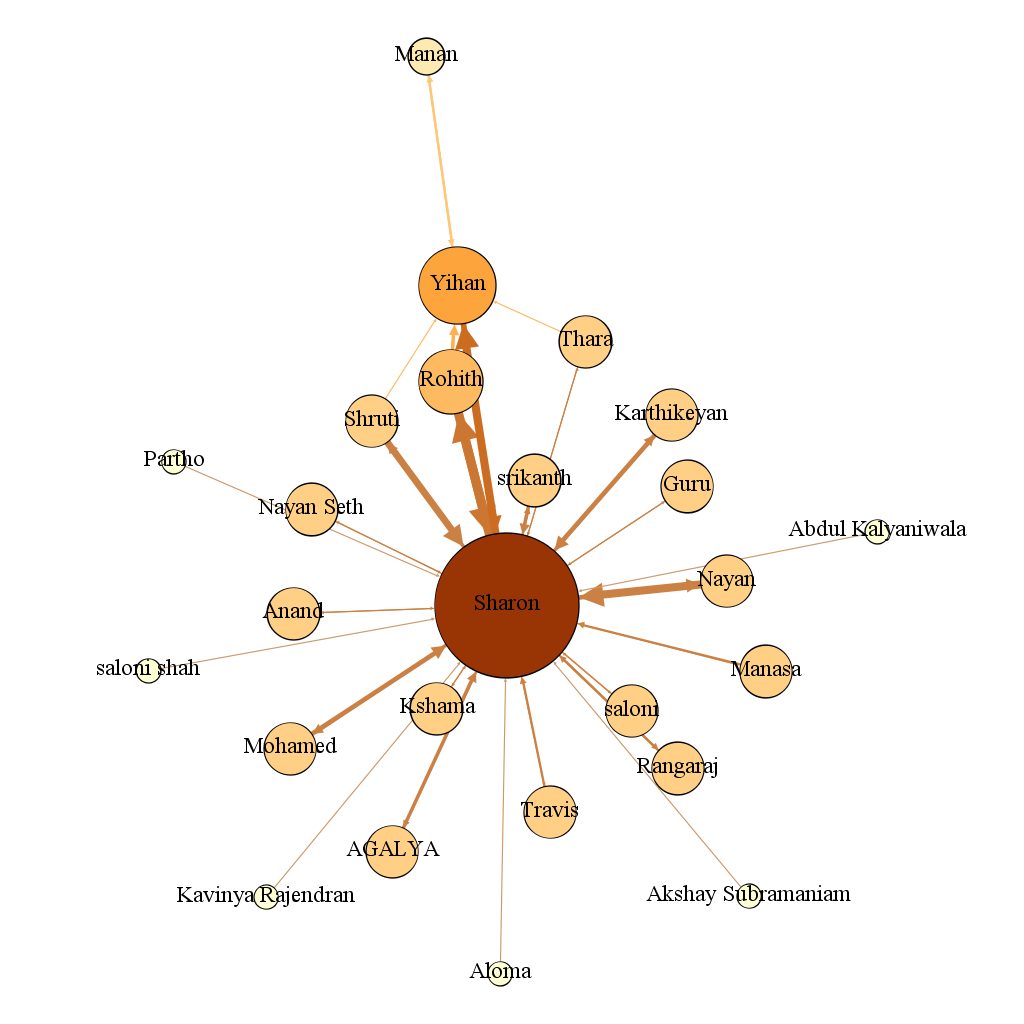 Manan
Yihan
Thara
Rohith
Karthikeyan
Shruti
Partho
srikanth
Guru
Nayan Seth
Abdul Kalyaniwala
Nayan
Sharon
Anand
saloni shah
Manasa
Kshama
saloni
Mohamed
Rangaraj
Travis
AGALYA
Kavinya Rajendran
Akshay Subramaniam
Aloma